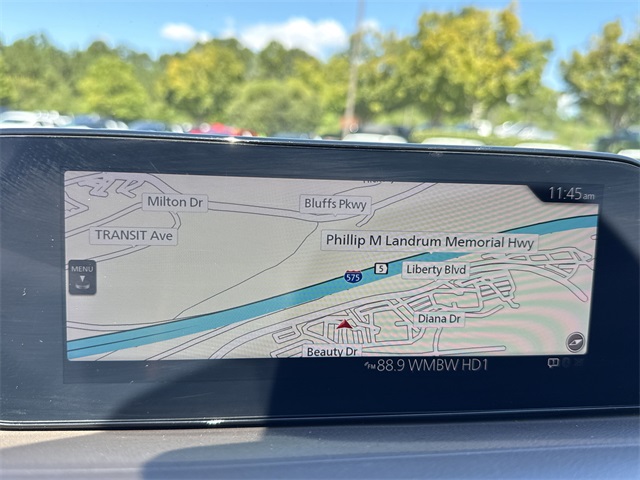 11:45am
Milton Dr
Bluffs Pkwy
TRANSIT Ave
Phillip M Landrum Memorial Hwy
MENU
5
Liberty Blvd
575
Diana Dr
Beauty Dr
FM 88.9 WMBW HD1